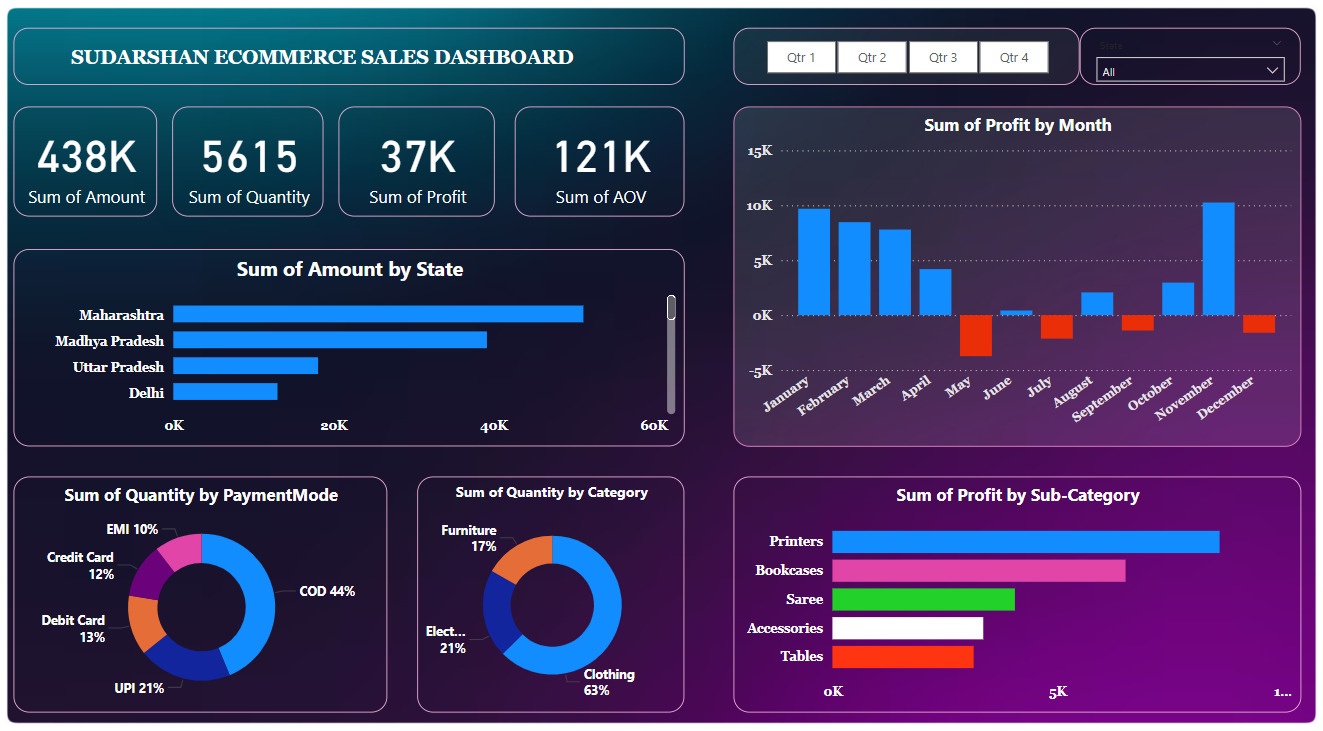 SUDARSHAN ECOMMERCE SALES DASHBOARD
Qtr 1
Qtr 2
Qtr 3
Qtr 4
State
All
438K
Sum of Amount
5615
Sum of Quantity
37K
Sum of Profit
121K
Sum of AOV
Sum of Amount by State
Maharashtra
Madhya Pradesh
Uttar Pradesh
Delhi
0K
20K
40K
60K
Sum of Profit by Month
15K
10K
5K
0K
-5K
January
February
March
April
May
June
July
August
September
October
November
December
Sum of Quantity by PaymentMode
EMI 10%
Credit Card
12%
COD 44%
Debit Card
13%
UPI 21%
Sum of Quantity by Category
Furniture
17%
Elect...
21%
Clothing
63%
Sum of Profit by Sub-Category
Printers
Bookcases
Saree
Accessories
Tables
0K
5K
1...